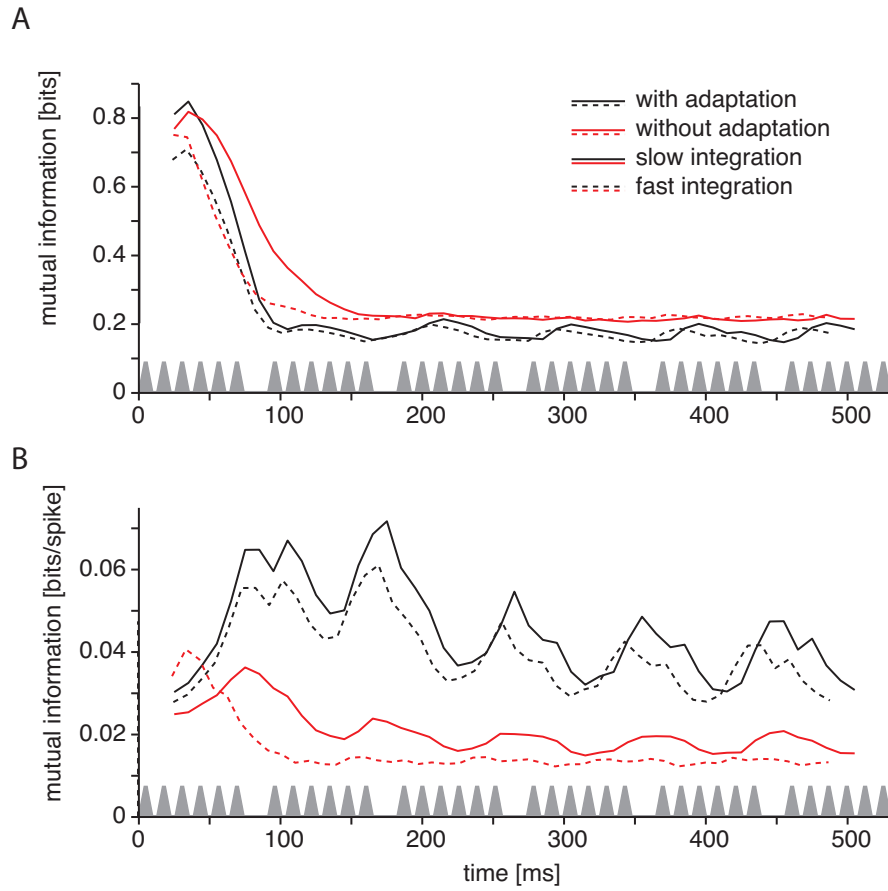 A
mutual information [bits]
0.8
0.6
0.4
0.2
0
with adaptation
without adaptation
slow integration
fast integration
0 100 200 300 400 500
B
mutual information [bits/spike]
0.06
0.04
0.02
0
0 100 200 300 400 500
time [ms]